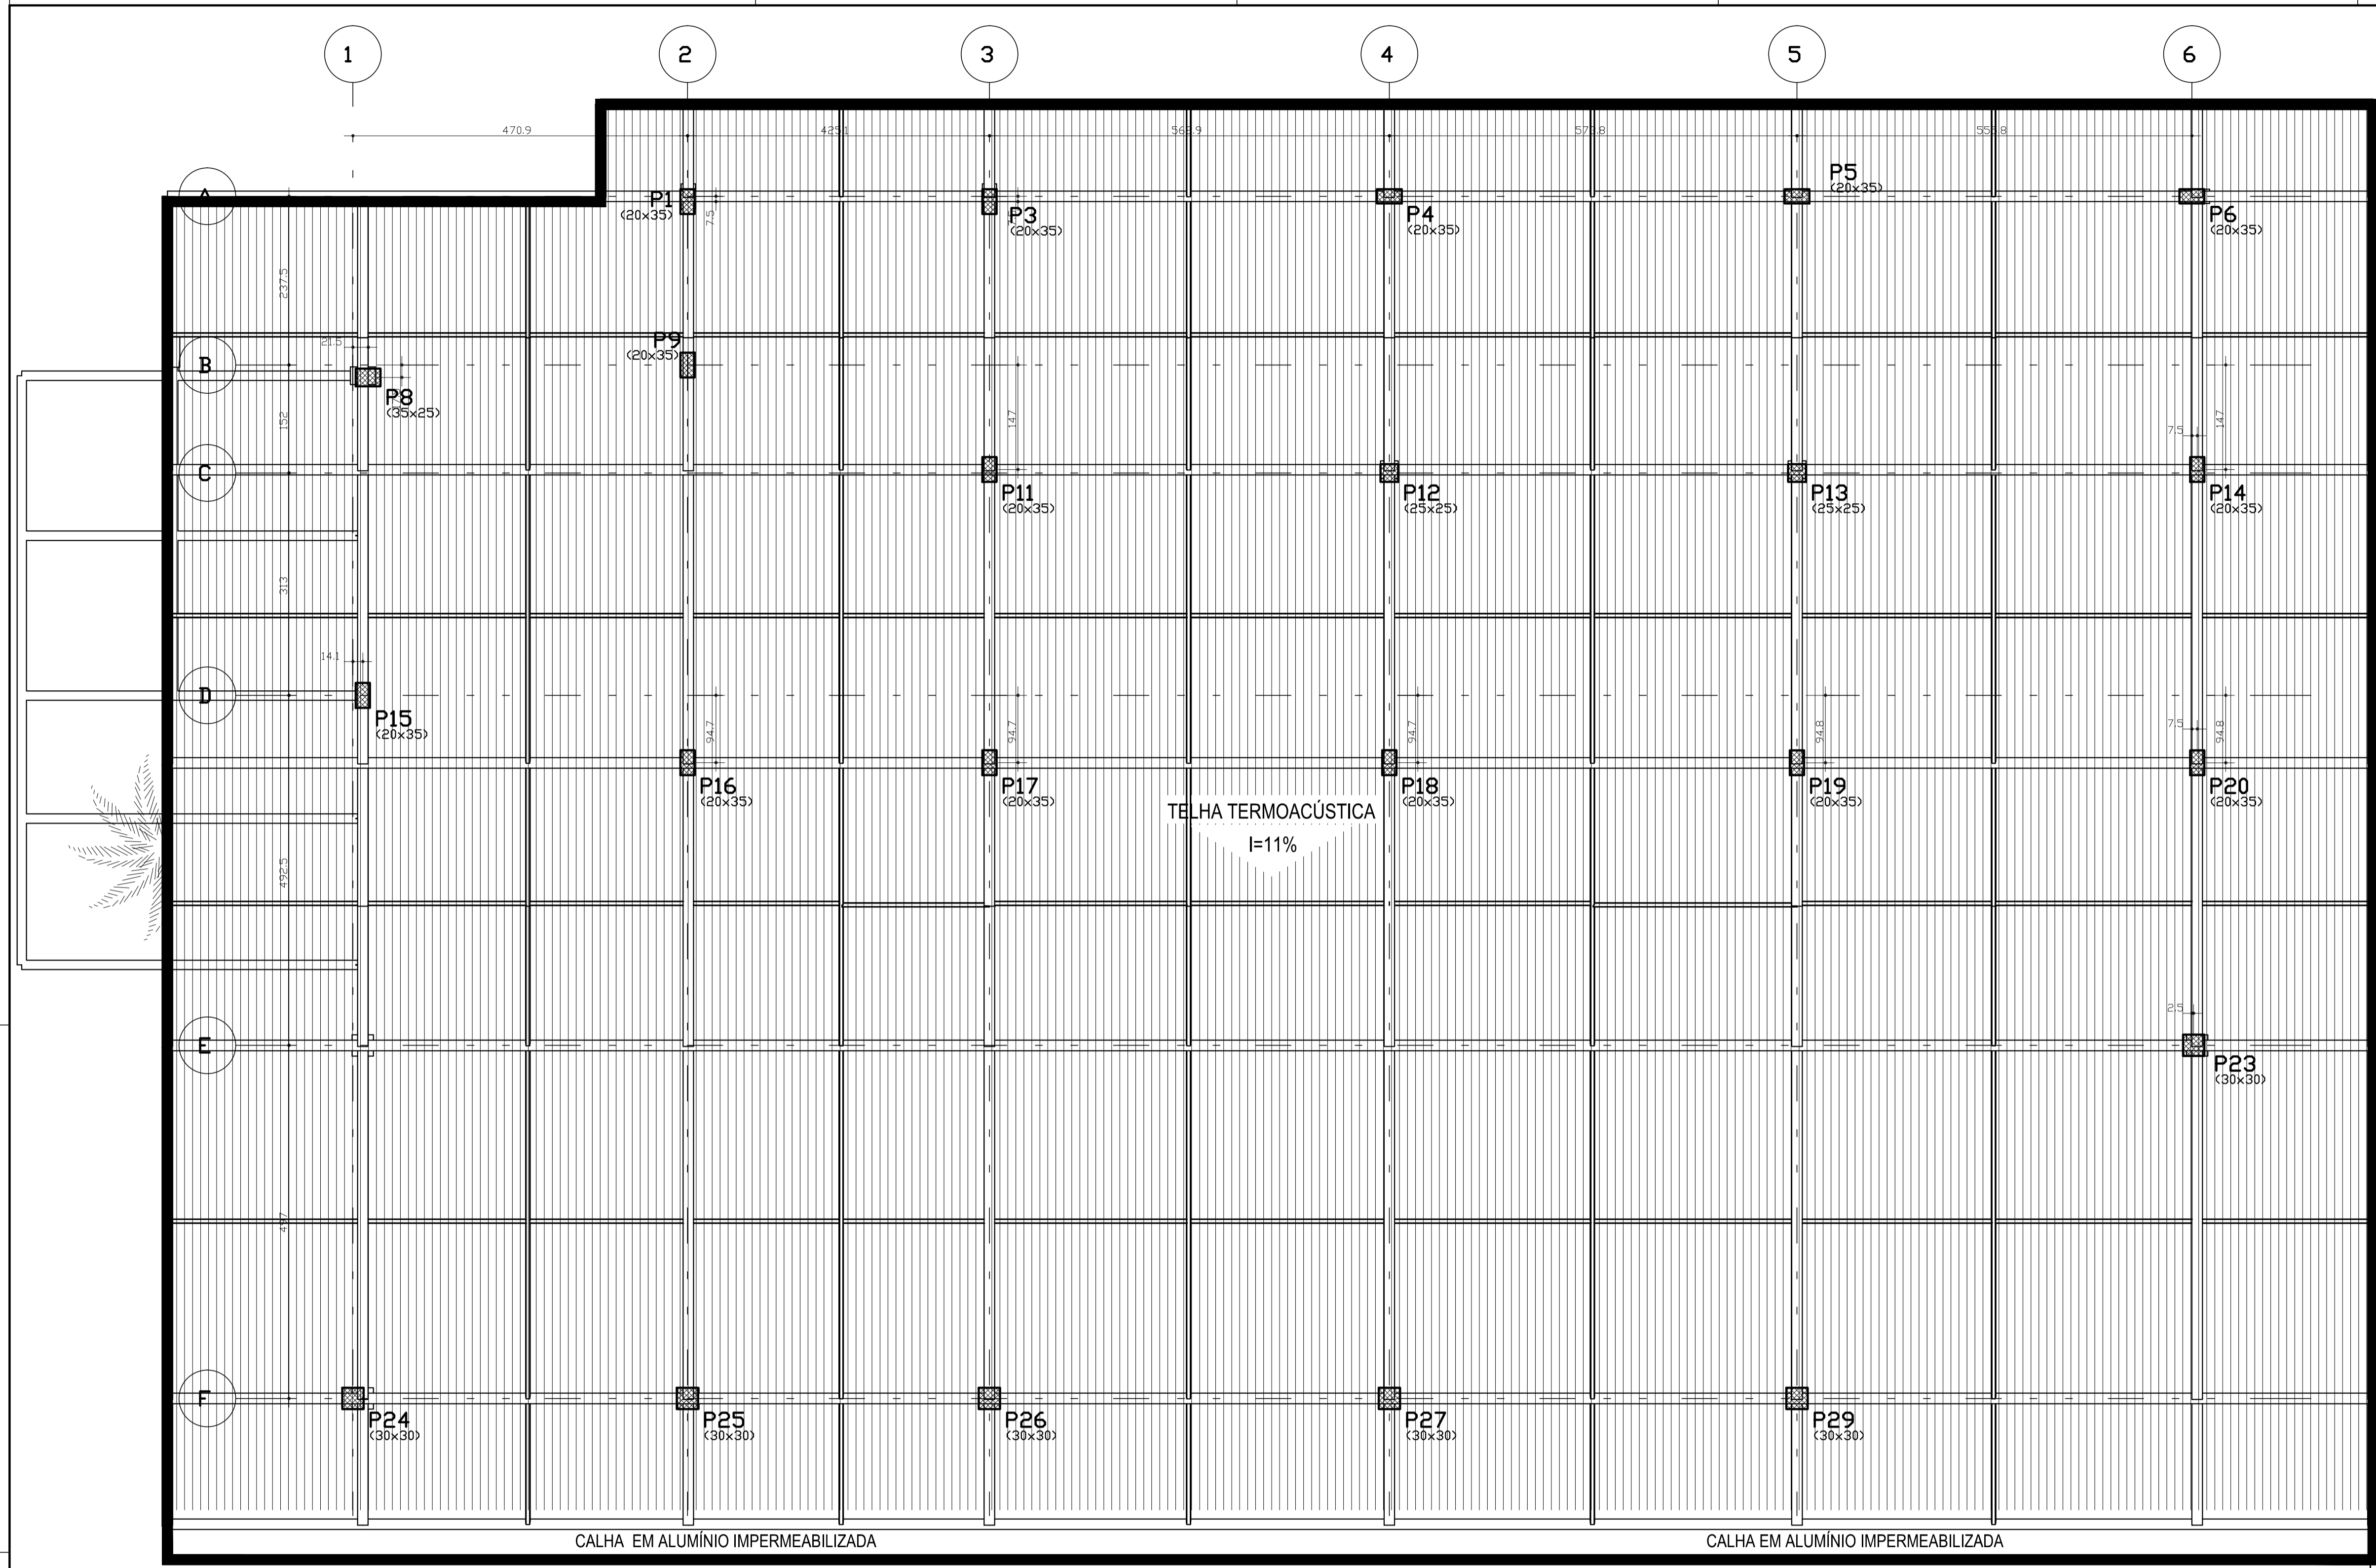 1
2
3
4
5
6
470.9
425.1
570.8
A
P1
(20x35)
7.5
P3
(20x35)
P4
(20x35)
P5
(20x35)
P6
(20x35)
237.5
21.5
B
P8
(35x25)
P9
(20x35)
152
147
7.5
147
C
P11
(20x35)
P12
(25x25)
P13
(25x25)
P14
(20x35)
313
14.1
D
P15
(20x35)
94.7
94.7
94.7
94.8
7.5
94.8
P16
(20x35)
P17
(20x35)
P18
(20x35)
P19
(20x35)
P20
(20x35)
TELHA TERMOACÚSTICA
I=11%
492.5
2.5
E
P23
(30x30)
497
F
P24
(30x30)
P25
(30x30)
P26
(30x30)
P27
(30x30)
P29
(30x30)
CALHA EM ALUMÍNIO IMPERMEABILIZADA
CALHA EM ALUMÍNIO IMPERMEABILIZADA